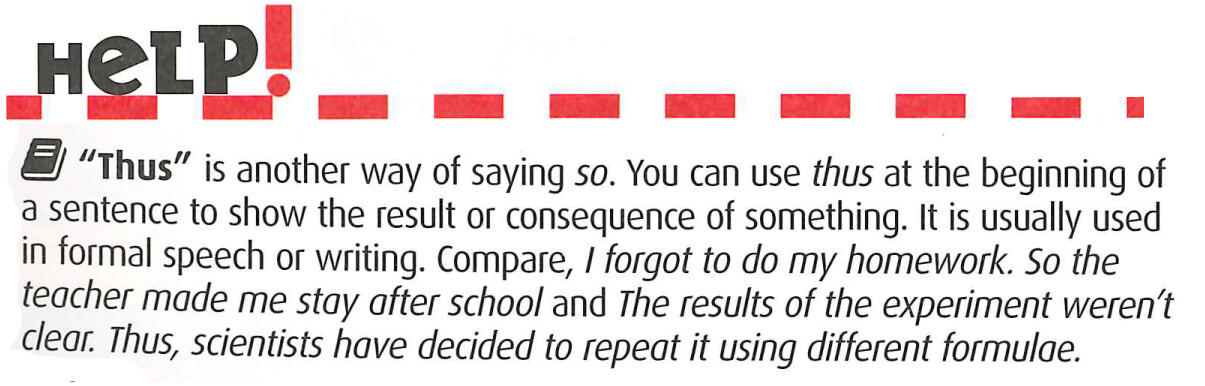 HeLP!
"Thus" is another way of saying so. You can use thus at the beginning of
a sentence to show the result or consequence of something. It is usually used
in formal speech or writing. Compare, I forgot to do my homework. So the
teacher made me stay after school and The results of the experiment weren't
clear. Thus, scientists have decided to repeat it using different formulae.